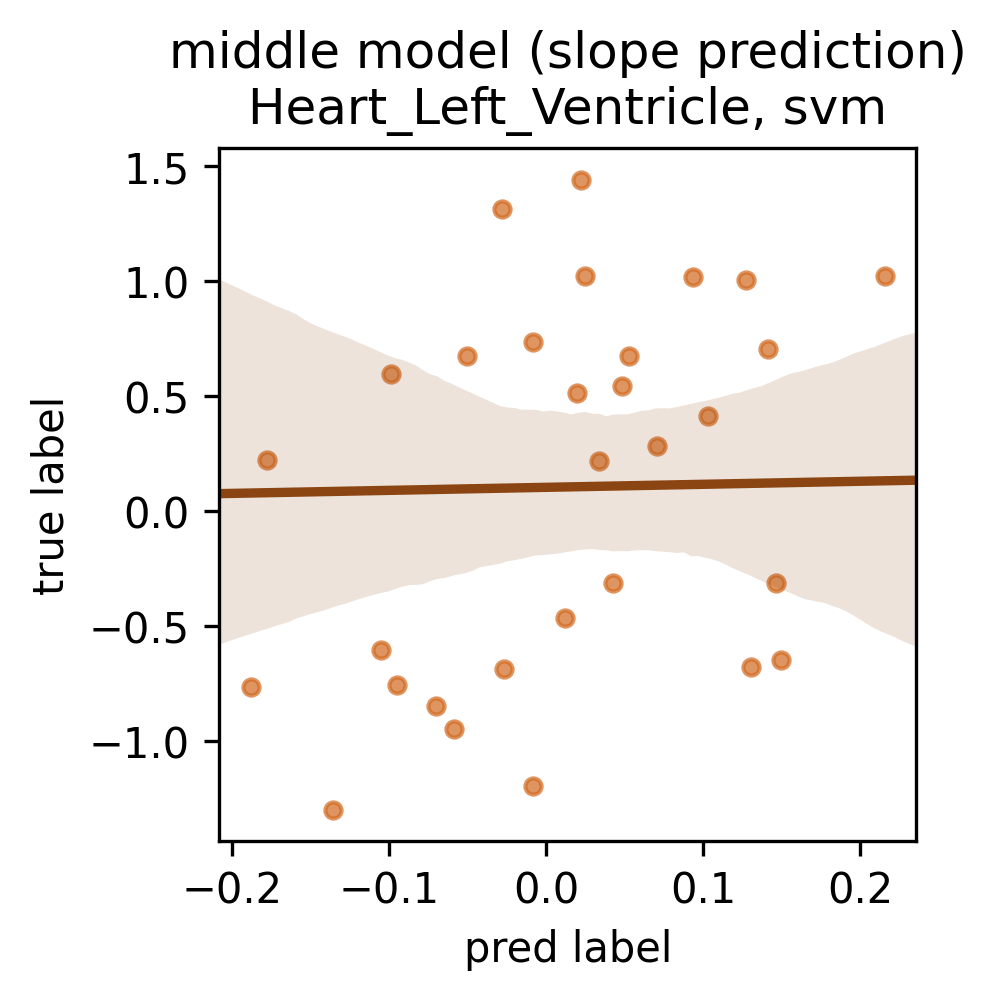 middle model (slope prediction)
Heart_Left_Ventricle, svm
1.5
1.0
0.5
0.0
−0.5
−1.0
true label
−0.2
−0.1
0.0
0.1
0.2
pred label